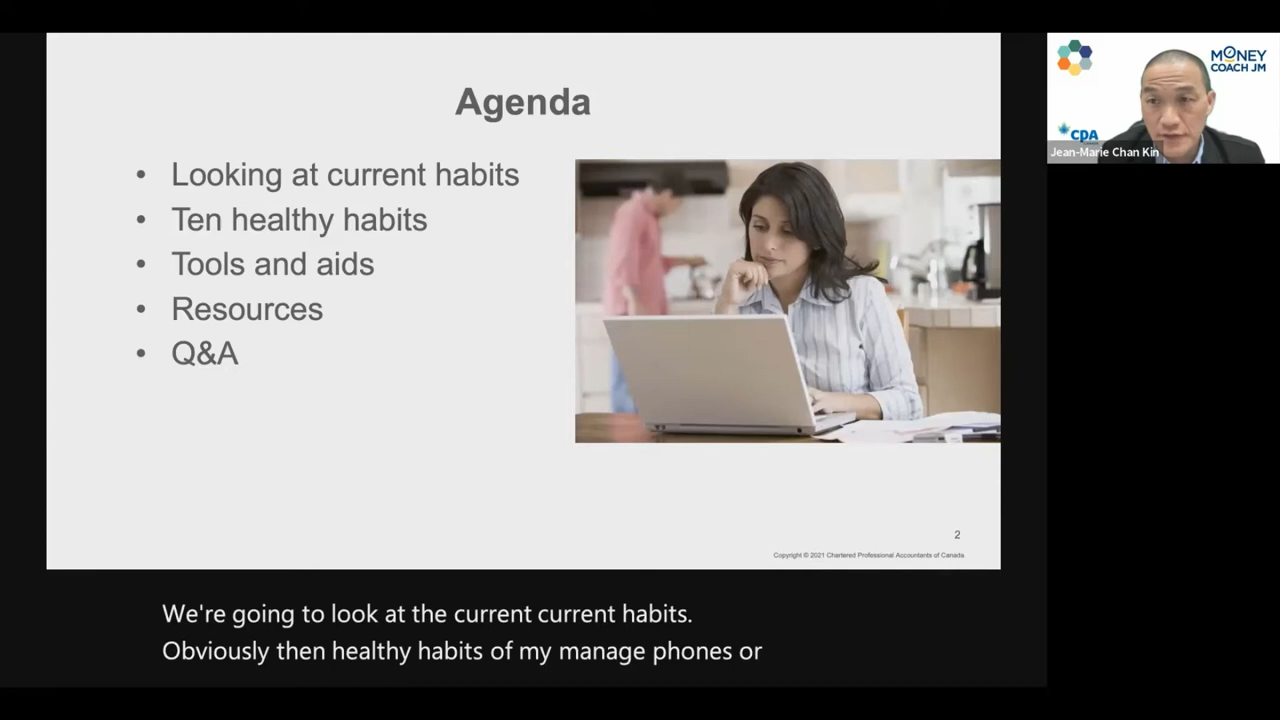 Agenda
• Looking at current habits
• Ten healthy habits
• Tools and aids
• Resources
• Q&A
2
Copyright © 2021 Chartered Professional Accountants of Canada
MONEY
COACH JM
CPA
Jean-Marie Chan Kin
We're going to look at the current current habits.
Obviously then healthy habits of my manage phones or